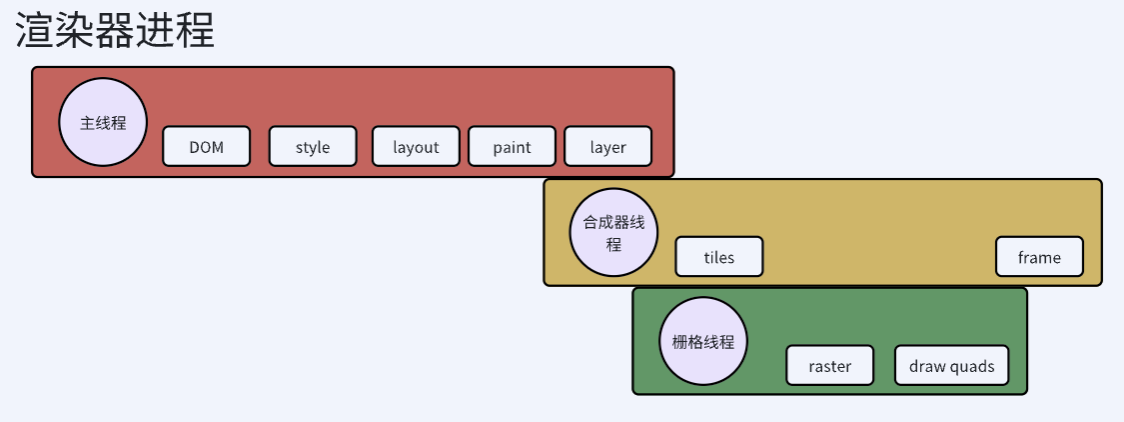 渲染器进程
主线程
DOM
style
layout
paint
layer
合成器线
程
tiles
frame
栅格线程
raster
draw quads